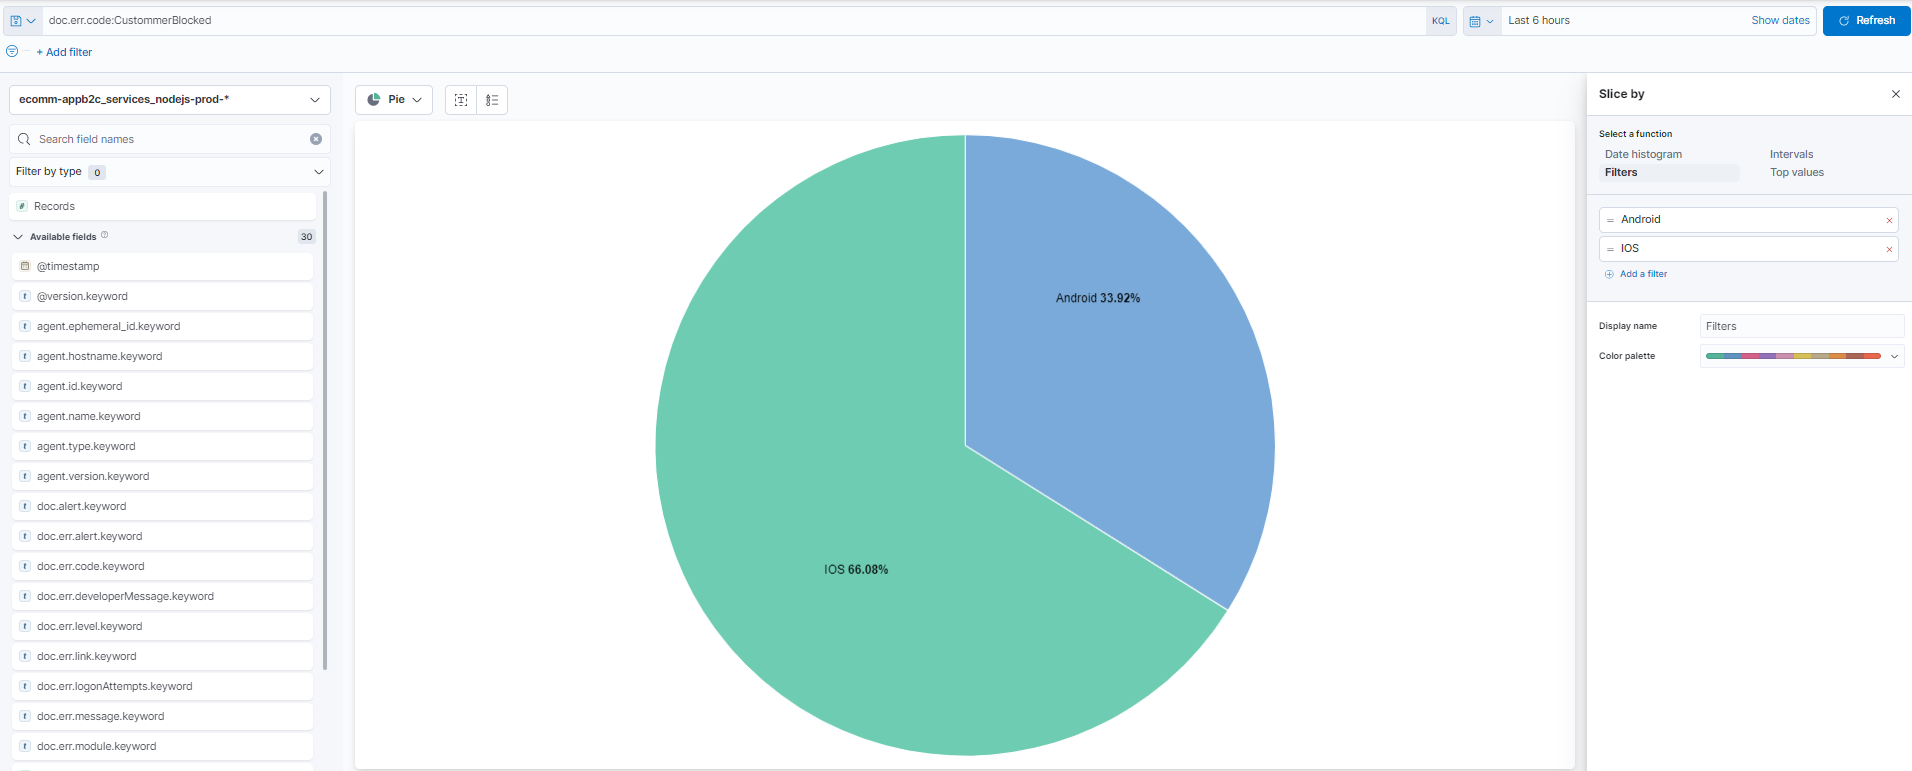 doc.err.code:CustommerBlocked
KQL
Last 6 hours
Show dates
Refresh
+ Add filter
ecomm-appb2c_services_nodejs-prod-*
Search field names
Filter by type 0
# Records
Available fields 30
@timestamp
t @version.keyword
t agent.ephemeral_id.keyword
t agent.hostname.keyword
t agent.id.keyword
t agent.name.keyword
t agent.type.keyword
t agent.version.keyword
t doc.alert.keyword
t doc.err.alert.keyword
t doc.err.code.keyword
t doc.err.developerMessage.keyword
t doc.err.level.keyword
t doc.err.link.keyword
t doc.err.logonAttempts.keyword
t doc.err.message.keyword
t doc.err.module.keyword
Pie
Android 33.92%
IOS 66.08%
Slice by
Select a function
Date histogram
Intervals
Filters
Top values
Android
IOS
Add a filter
Display name
Filters
Color palette